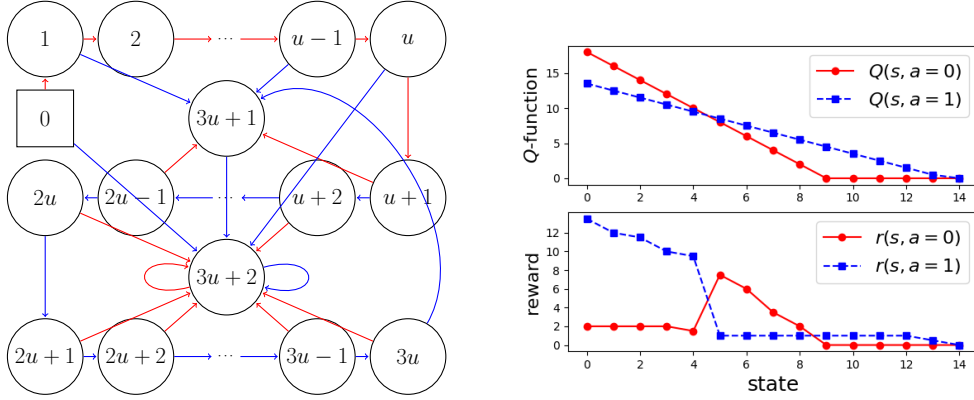 1 2 ··· u − 1 u
0
3u + 1
2u 2u − 1 ··· u + 2 u + 1
3u + 2
2u + 1 2u + 2 ··· 3u − 1 3u
Q-function
15
10
5
0
Q(s, a = 0)
Q(s, a = 1)
0 2 4 6 8 10 12 14
reward
12
10
8
6
4
2
0
r(s, a = 0)
r(s, a = 1)
0 2 4 6 8 10 12 14
state